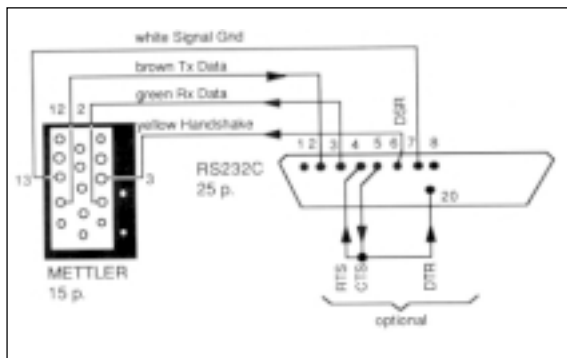 white Signal Grid
brown Tx Data
green Rx Data
yellow Handshake
12 2
13
3
METTLER
15 p.
RS232C
25 p.
1 2 3 4 5 6 7 8
DSR
20
RTS
CTS
DTR
optional